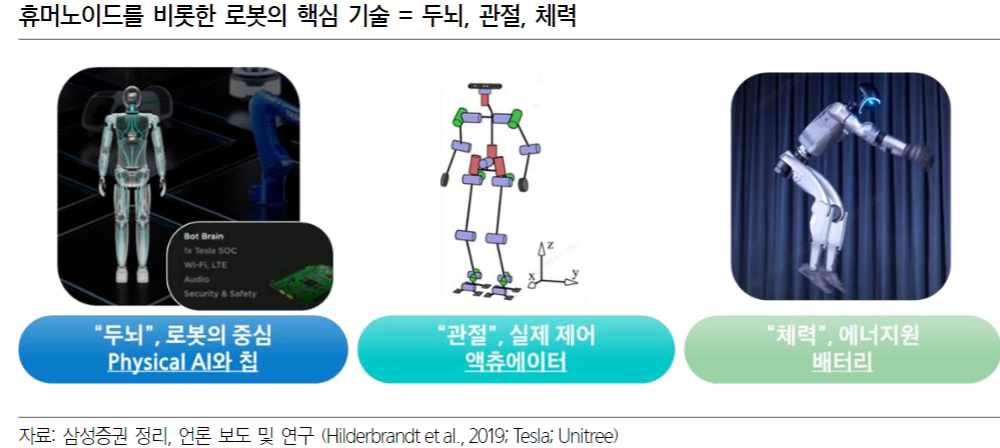 휴머노이드를 비롯한 로봇의 핵심 기술 = 두뇌, 관절, 체력
Bot Brain
1x Tesla SOC
Wi-Fi, LTE
Audio
Security & Safety
z
x
y
“두뇌”, 로봇의 중심
Physical AI와 칩
“관절”, 실제 제어
액츄에이터
“체력”, 에너지원
배터리
자료: 삼성증권 정리, 언론 보도 및 연구 (Hilderbrandt et al., 2019; Tesla; Unitree)